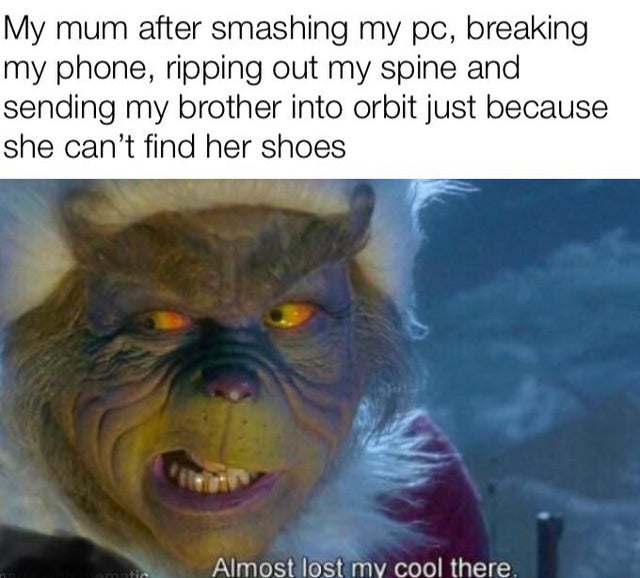 My mum after smashing my pc, breaking
my phone, ripping out my spine and
sending my brother into orbit just because
she can't find her shoes
Almost lost my cool there.